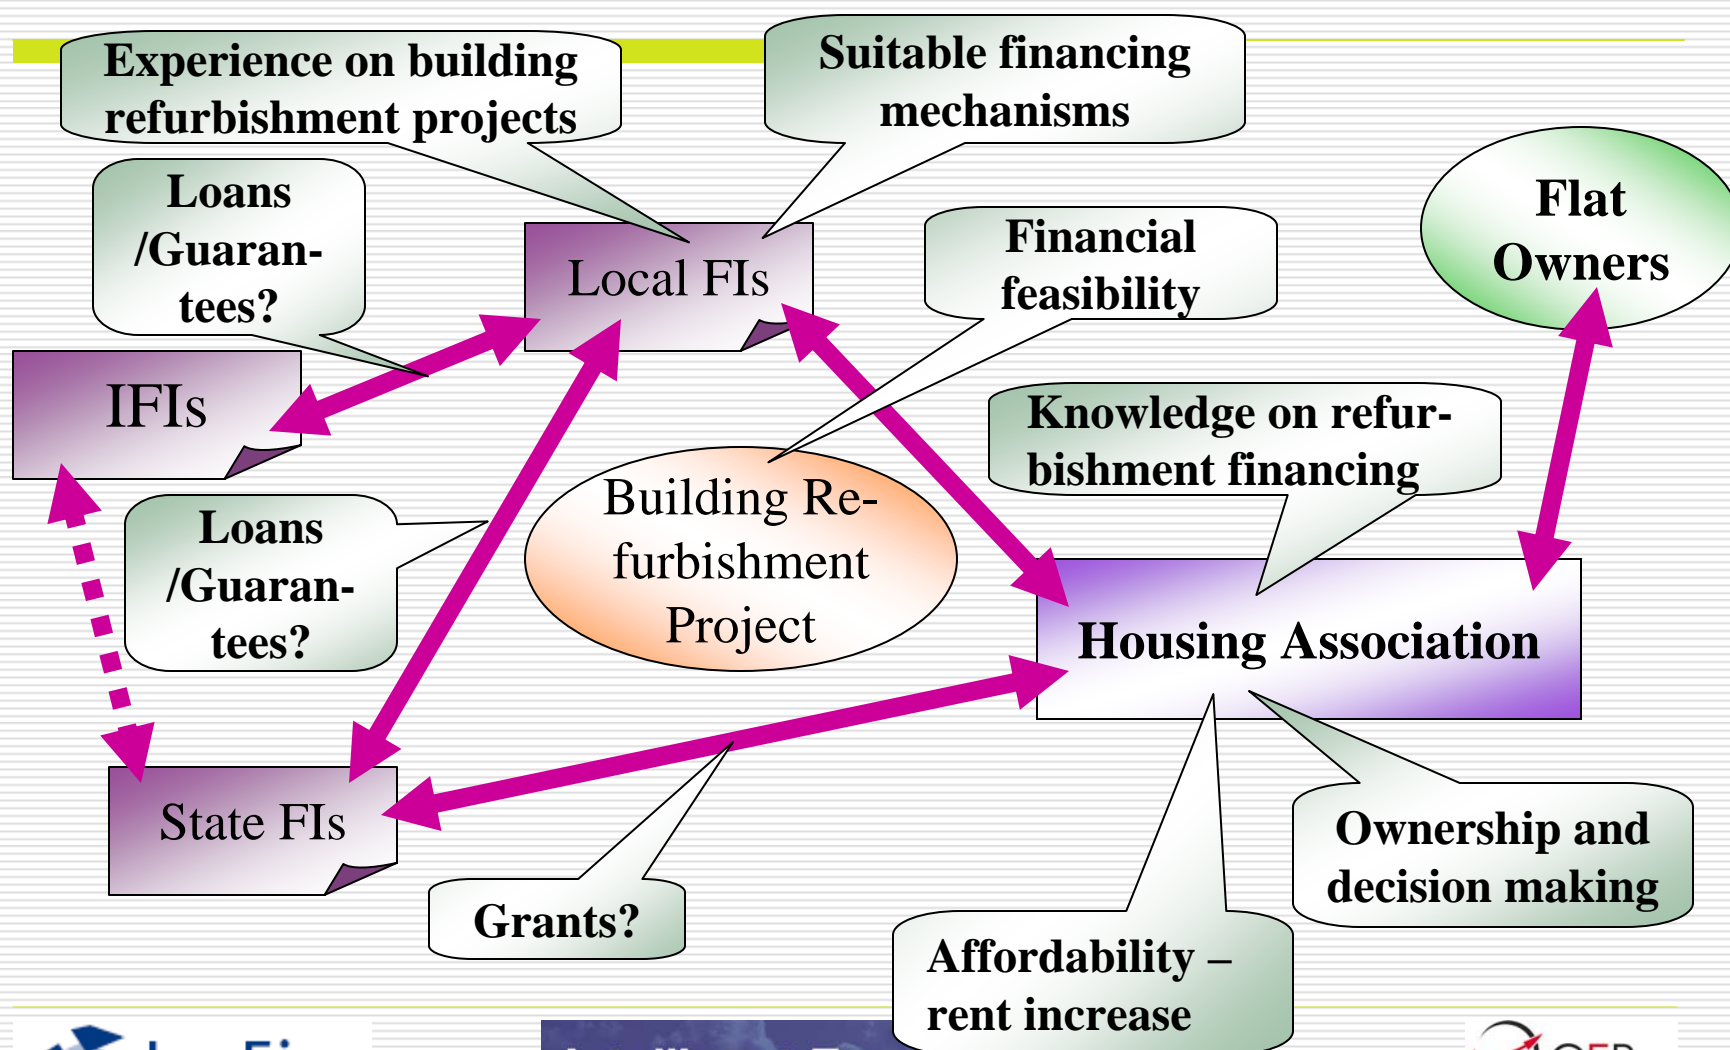 Experience on building
refurbishment projects
Suitable financing
mechanisms
Loans
/Guaran-
tees?
Local FIs
Financial
feasibility
Flat
Owners
IFIs
Knowledge on refur-
bishment financing
Loans
/Guaran-
tees?
Building Re-
furbishment
Project
Housing Association
State FIs
Grants?
Ownership and
decision making
Affordability –
rent increase